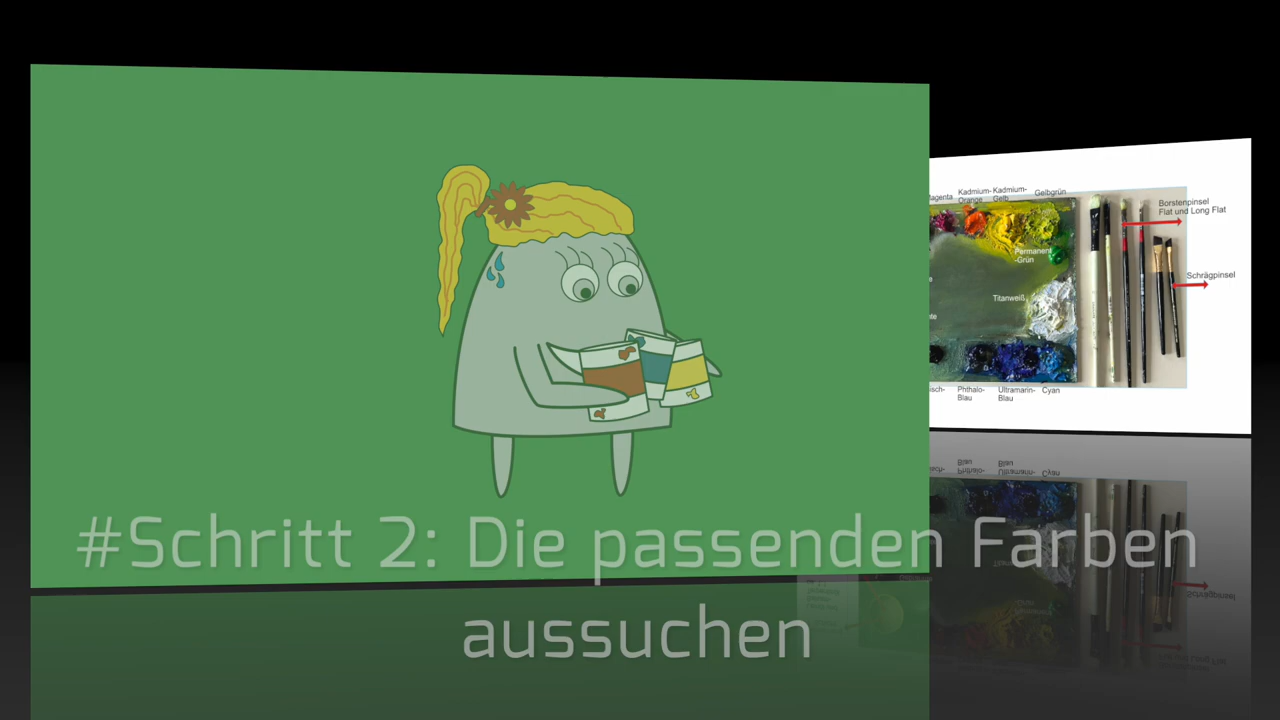 #Schritt 2: Die passenden Farben
aussuchen
Magenta
Kadmium-
Orange
Kadmium-
Gelb
Gelbgrün
Borstenpinsel
Flat und Long Flat
Permanent
-Grün
Schrägpinsel
Titanweiß
Phthalo-
Blau
Ultramarin-
Blau
Cyan